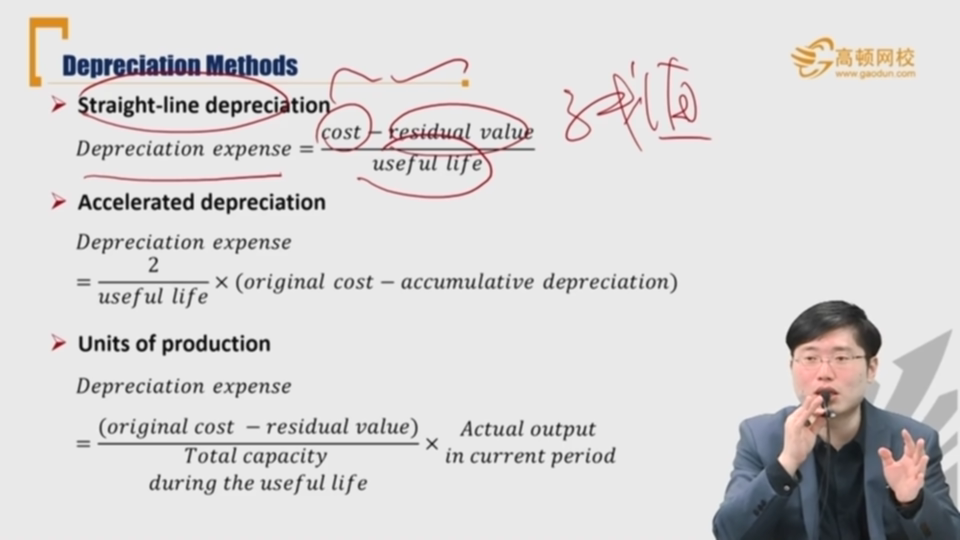 Depreciation Methods
高顿网校
www.gaodun.com
Straight-line depreciation
Depreciation expense = \frac{cost − residual value}{useful life}
残值
Accelerated depreciation
Depreciation expense
= \frac{2}{useful life} × (original cost − accumulative depreciation)
Units of production
Depreciation expense
= \frac{(original cost − residual value)}{Total capacity during the useful life} × Actual output in current period